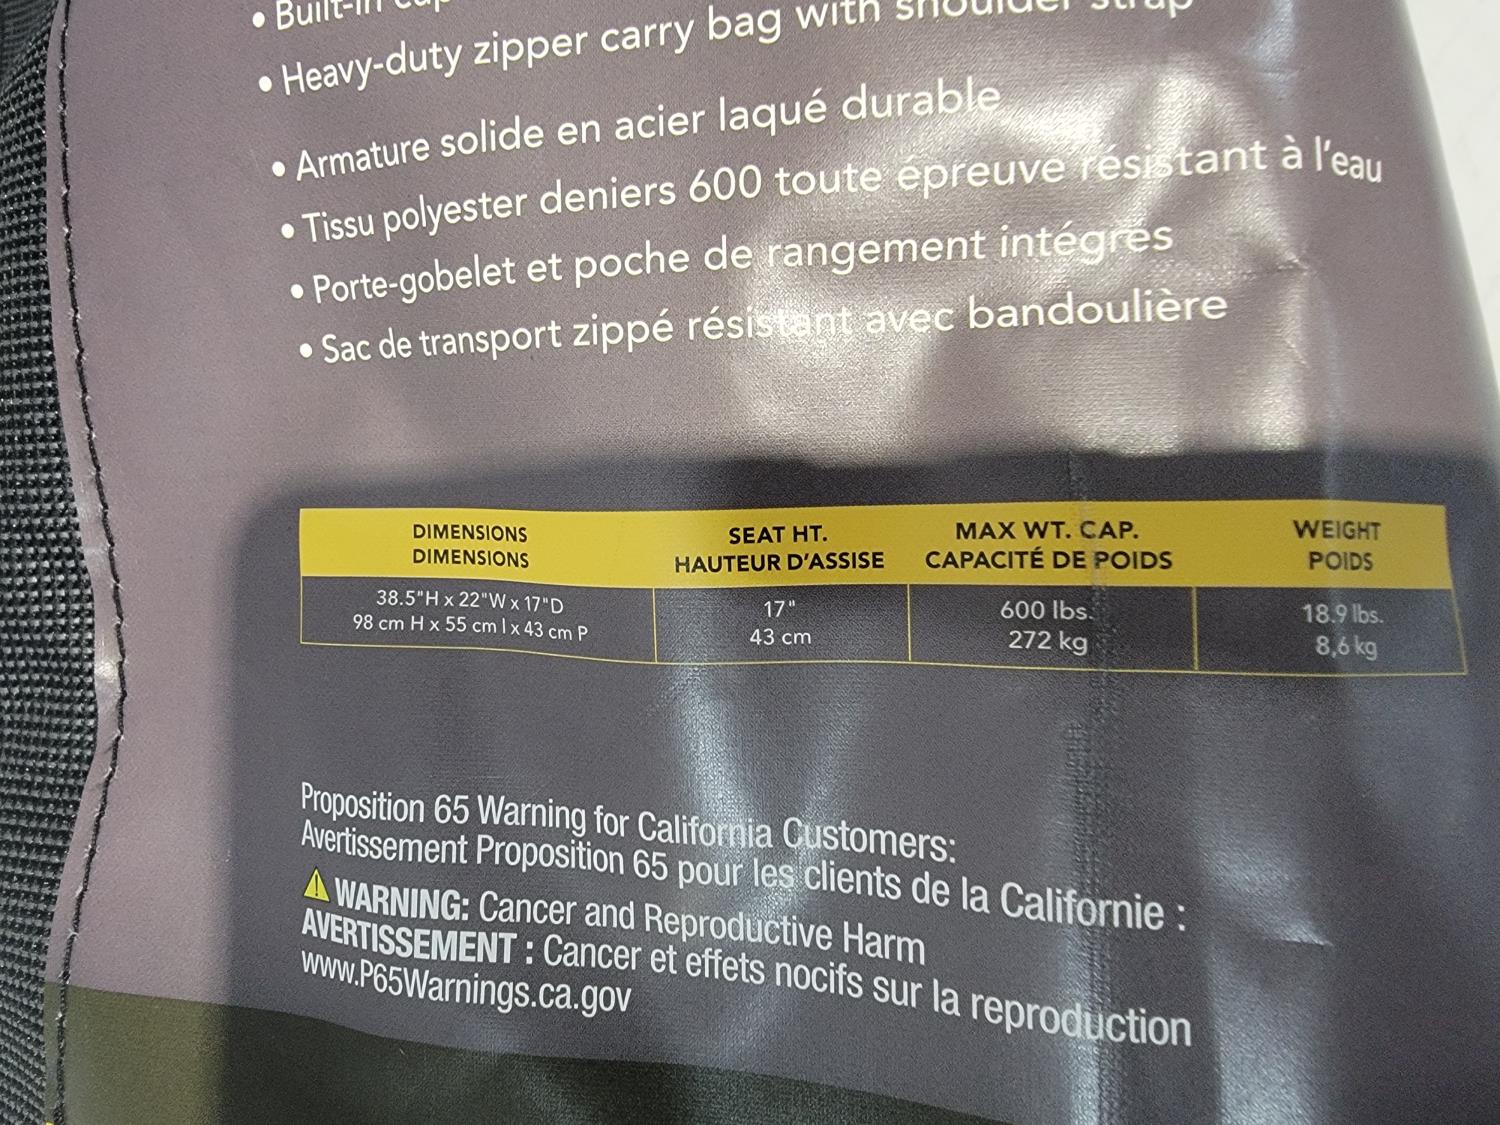 • Built-in
• Heavy-duty zipper carry bag with shoulder strap
• Armature solide en acier laqué durable
• Tissu polyester deniers 600 toute épreuve résistant à l'eau
• Porte-gobelet et poche de rangement intégrés
• Sac de transport zippé résistant avec bandoulière
DIMENSIONS SEAT HT. MAX WT. CAP. WEIGHT
DIMENSIONS HAUTEUR D'ASSISE CAPACITÉ DE POIDS POIDS
38.5"H x 22"W x 17"D 17" 600 lbs. 18.9 lbs.
98 cm H x 55 cm l x 43 cm P 43 cm 272 kg 8,6 kg
Proposition 65 Warning for California Customers:
Avertissement Proposition 65 pour les clients de la Californie :
⚠ WARNING: Cancer and Reproductive Harm
AVERTISSEMENT : Cancer et effets nocifs sur la reproduction
www.P65Warnings.ca.gov